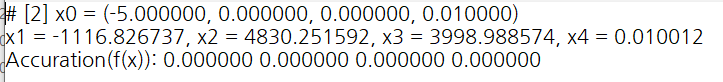 # [2] x0 = (-5.000000, 0.000000, 0.000000, 0.010000)
x1 = -1116.826737, x2 = 4830.251592, x3 = 3998.988574, x4 = 0.010012
Accuration(f(x)): 0.000000 0.000000 0.000000 0.000000